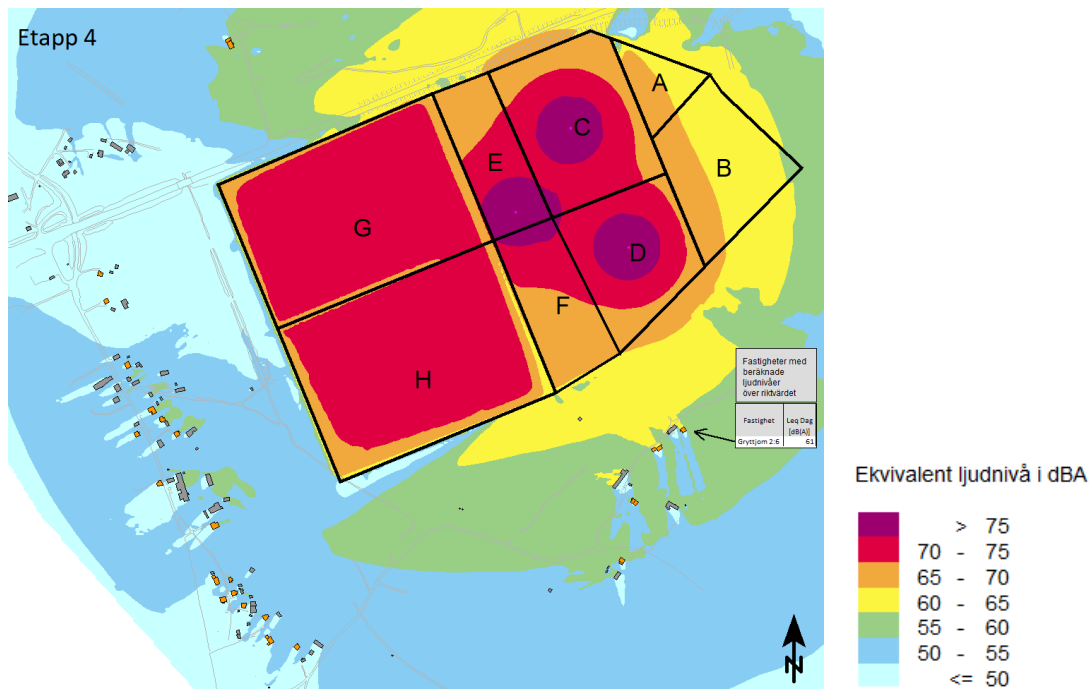 Etapp 4
A
C
E
B
G
D
F
H
Fastigheter med
beräknade
ljudnivåer
över riktvärdet
Fastighet Leq Dag
[dB(A)]
Gryttjom 2:6 61
N
Ekvivalent ljudnivå i dBA
> 75
70 - 75
65 - 70
60 - 65
55 - 60
50 - 55
<= 50